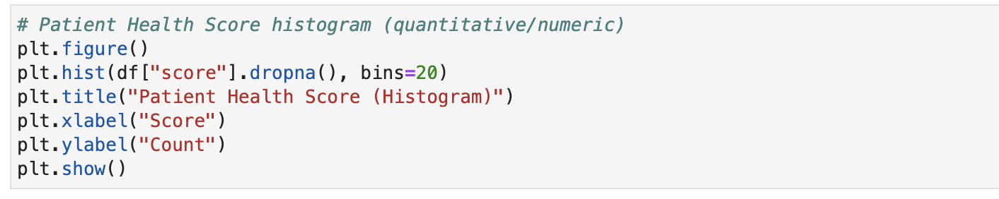 # Patient Health Score histogram (quantitative/numeric)
plt.figure()
plt.hist(df["score"].dropna(), bins=20)
plt.title("Patient Health Score (Histogram)")
plt.xlabel("Score")
plt.ylabel("Count")
plt.show()